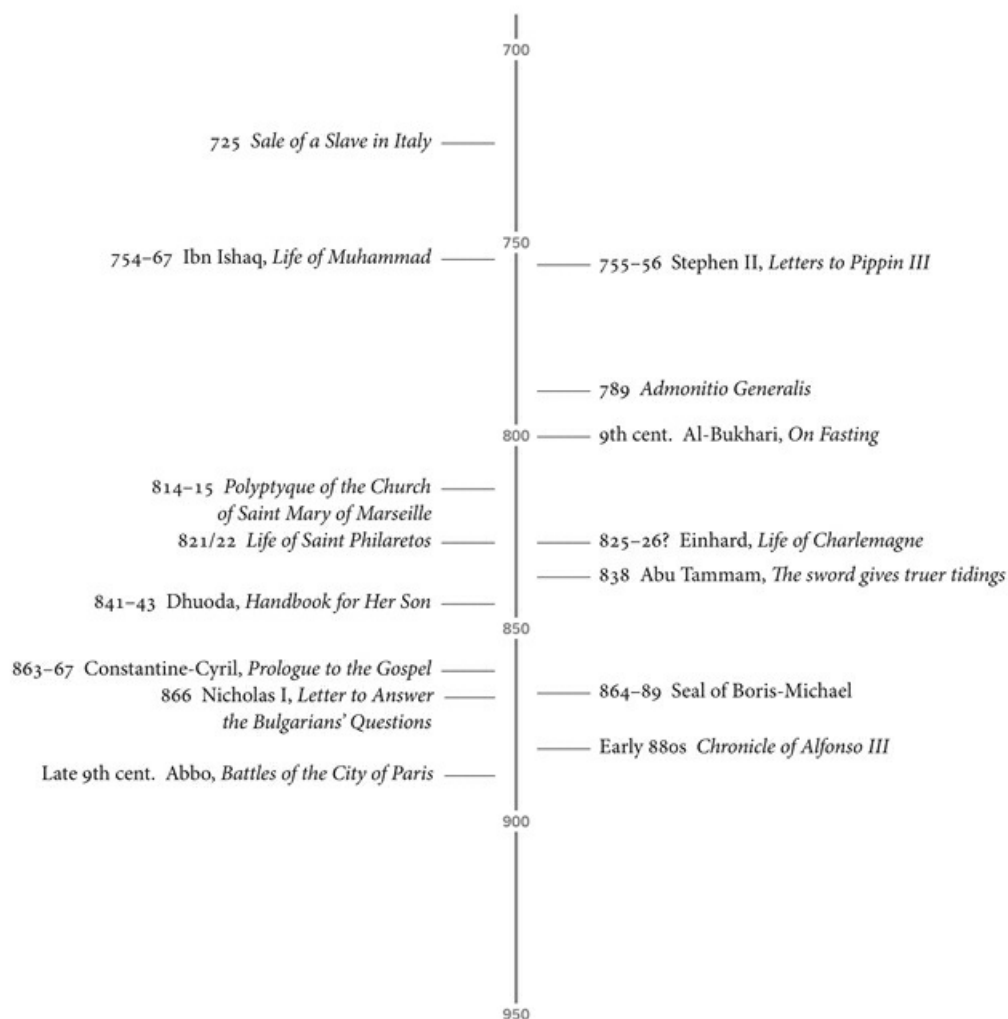 700
725 Sale of a Slave in Italy
750
754–67 Ibn Ishaq, Life of Muhammad
755–56 Stephen II, Letters to Pippin III
789 Admonitio Generalis
800
9th cent. Al-Bukhari, On Fasting
814–15 Polyptyque of the Church
of Saint Mary of Marseille
821/22 Life of Saint Philaretos
825–26? Einhard, Life of Charlemagne
838 Abu Tammam, The sword gives truer tidings
841–43 Dhuoda, Handbook for Her Son
850
863–67 Constantine-Cyril, Prologue to the Gospel
866 Nicholas I, Letter to Answer
the Bulgarians’ Questions
864–89 Seal of Boris-Michael
Early 880s Chronicle of Alfonso III
Late 9th cent. Abbo, Battles of the City of Paris
900
950